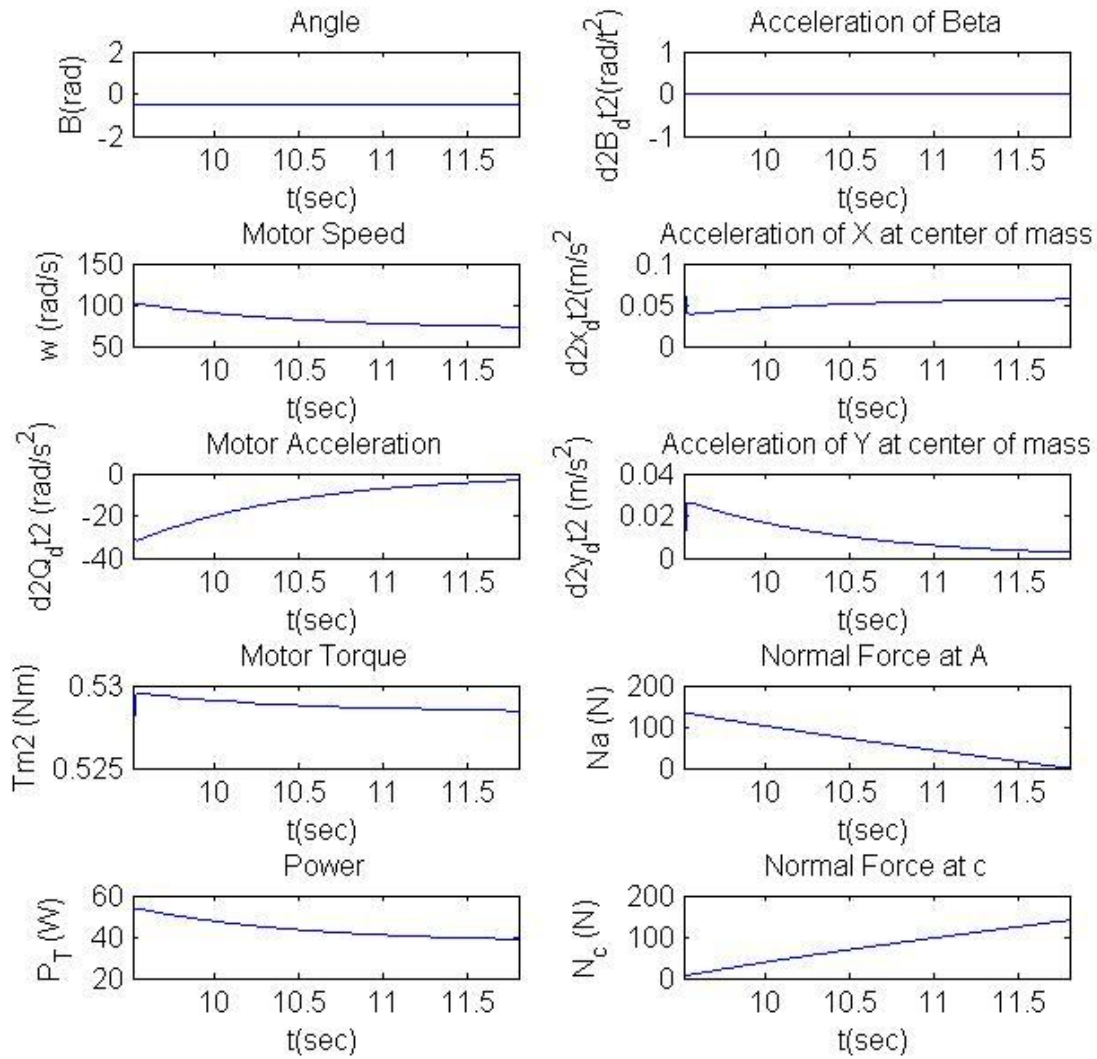 Angle
B(rad)
2
0
-2
10 10.5 11 11.5
t(sec)
Acceleration of Beta
d2B_dt2(rad/t^2)
1
0
-1
10 10.5 11 11.5
t(sec)
Motor Speed
w (rad/s)
150
100
50
10 10.5 11 11.5
t(sec)
Acceleration of X at center of mass
d2x_dt2(m/s^2
0.1
0.05
0
10 10.5 11 11.5
t(sec)
Motor Acceleration
d2Q_dt2 (rad/s^2)
0
-20
-40
10 10.5 11 11.5
t(sec)
Acceleration of Y at center of mass
d2y_dt2 (m/s^2)
0.04
0.02
0
10 10.5 11 11.5
t(sec)
Motor Torque
Tm2 (Nm)
0.53
0.525
10 10.5 11 11.5
t(sec)
Normal Force at A
Na (N)
200
100
0
10 10.5 11 11.5
t(sec)
Power
P_T (W)
60
40
20
10 10.5 11 11.5
t(sec)
Normal Force at c
N_c (N)
200
100
0
10 10.5 11 11.5
t(sec)